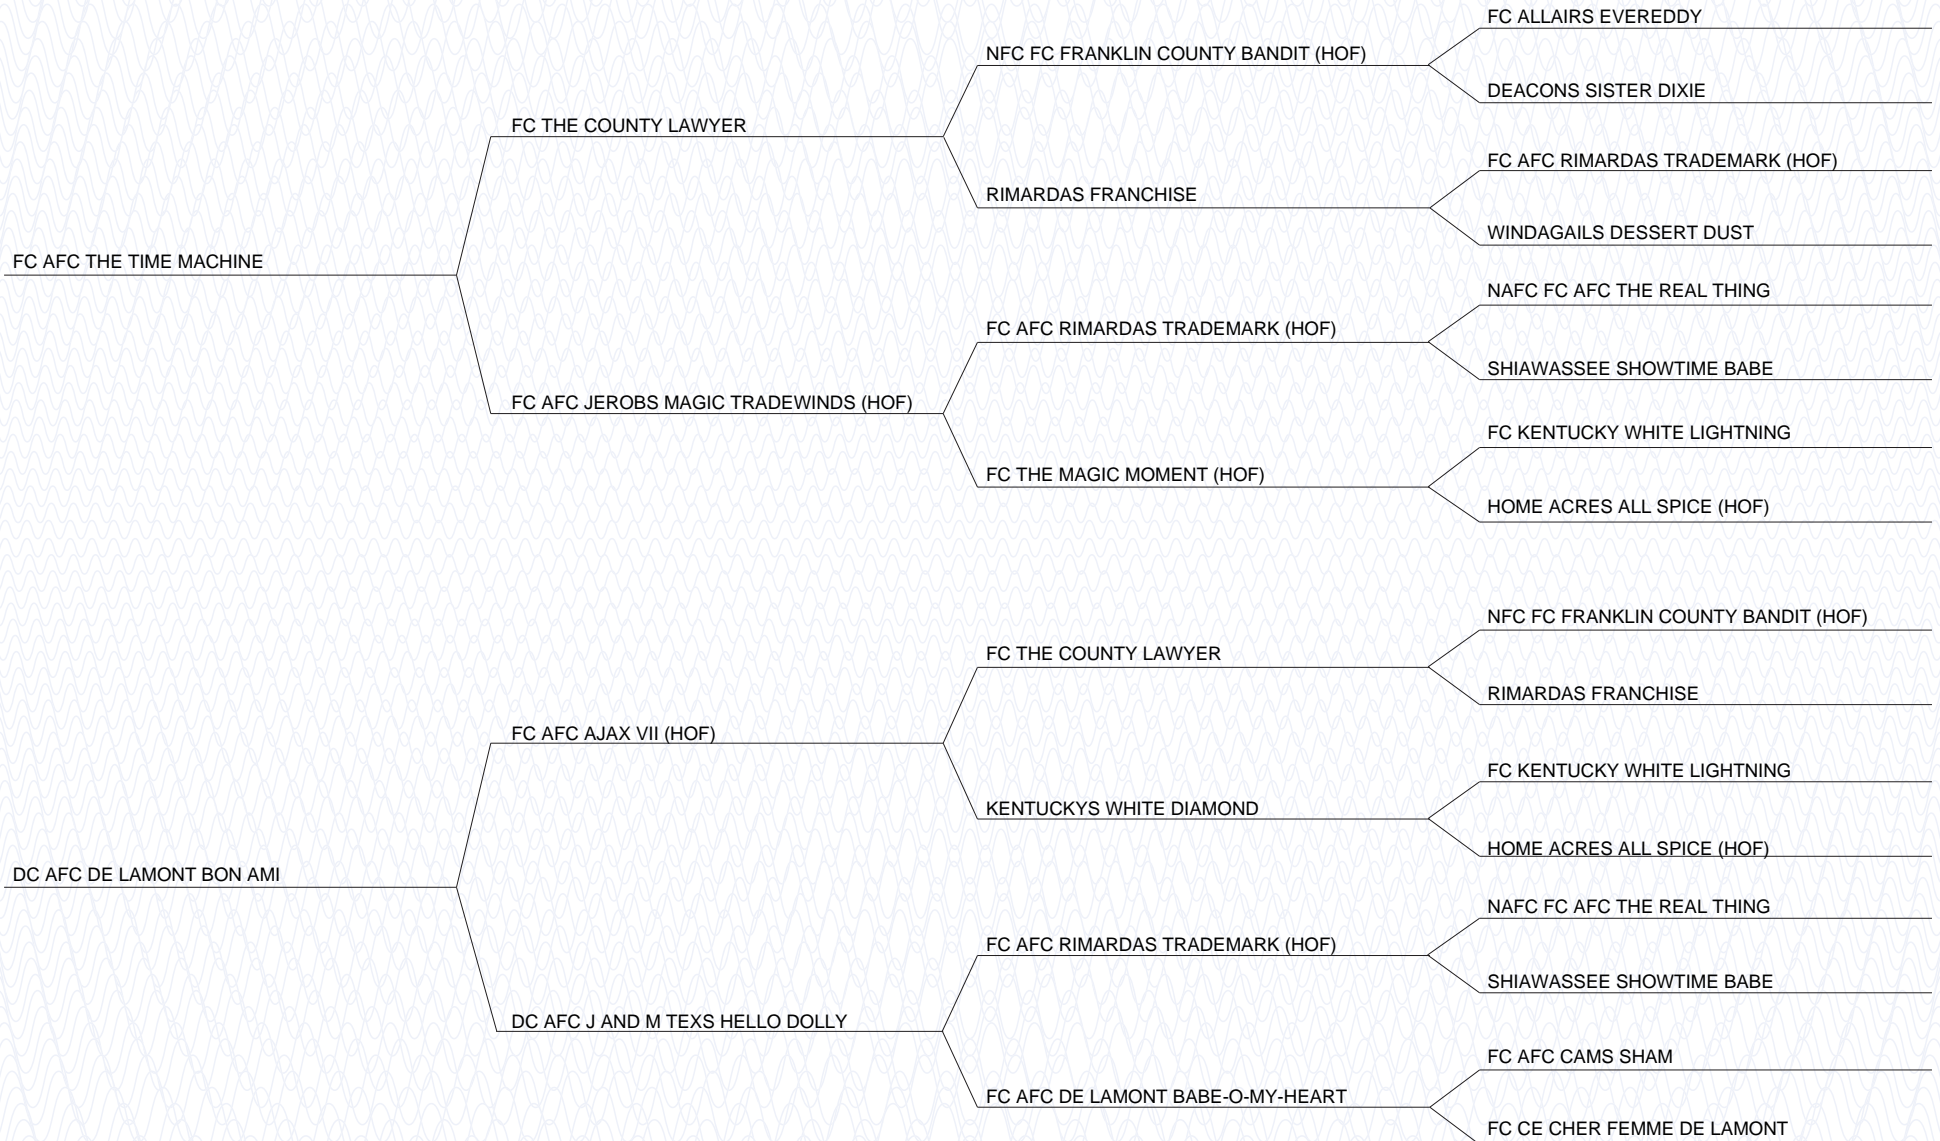 FC ALLAIRS EVEREDDY
NFC FC FRANKLIN COUNTY BANDIT (HOF)
DEACONS SISTER DIXIE
FC THE COUNTY LAWYER
FC AFC RIMARDAS TRADEMARK (HOF)
RIMARDAS FRANCHISE
WINDAGAILS DESSERT DUST
FC AFC THE TIME MACHINE
NAFC FC AFC THE REAL THING
FC AFC RIMARDAS TRADEMARK (HOF)
SHIAWASSEE SHOWTIME BABE
FC AFC JEROBS MAGIC TRADEWINDS (HOF)
FC KENTUCKY WHITE LIGHTNING
FC THE MAGIC MOMENT (HOF)
HOME ACRES ALL SPICE (HOF)
NFC FC FRANKLIN COUNTY BANDIT (HOF)
FC THE COUNTY LAWYER
RIMARDAS FRANCHISE
FC AFC AJAX VII (HOF)
FC KENTUCKY WHITE LIGHTNING
KENTUCKYS WHITE DIAMOND
HOME ACRES ALL SPICE (HOF)
DC AFC DE LAMONT BON AMI
NAFC FC AFC THE REAL THING
FC AFC RIMARDAS TRADEMARK (HOF)
SHIAWASSEE SHOWTIME BABE
DC AFC J AND M TEXS HELLO DOLLY
FC AFC CAMS SHAM
FC AFC DE LAMONT BABE-O-MY-HEART
FC CE CHER FEMME DE LAMONT